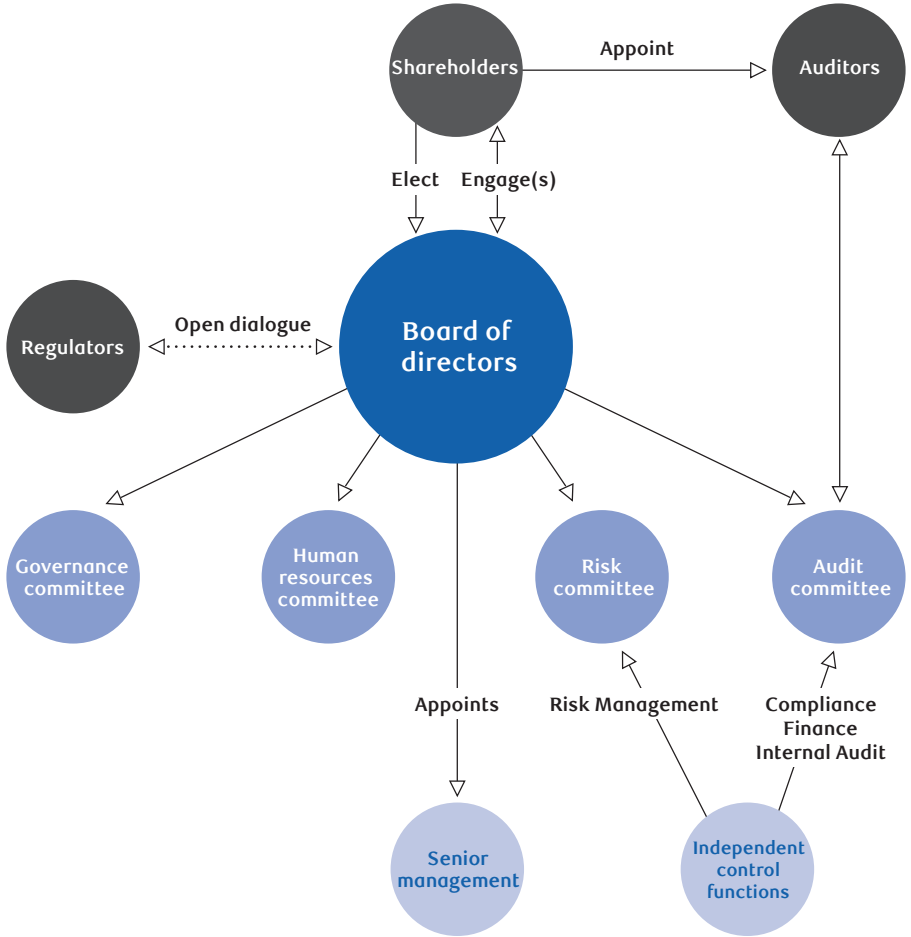 Shareholders
Appoint
Auditors
Elect
Engage(s)
Regulators
Open dialogue
Board of
directors
Governance
committee
Human
resources
committee
Risk
committee
Audit
committee
Appoints
Risk Management
Compliance
Finance
Internal Audit
Senior
management
Independent
control
functions